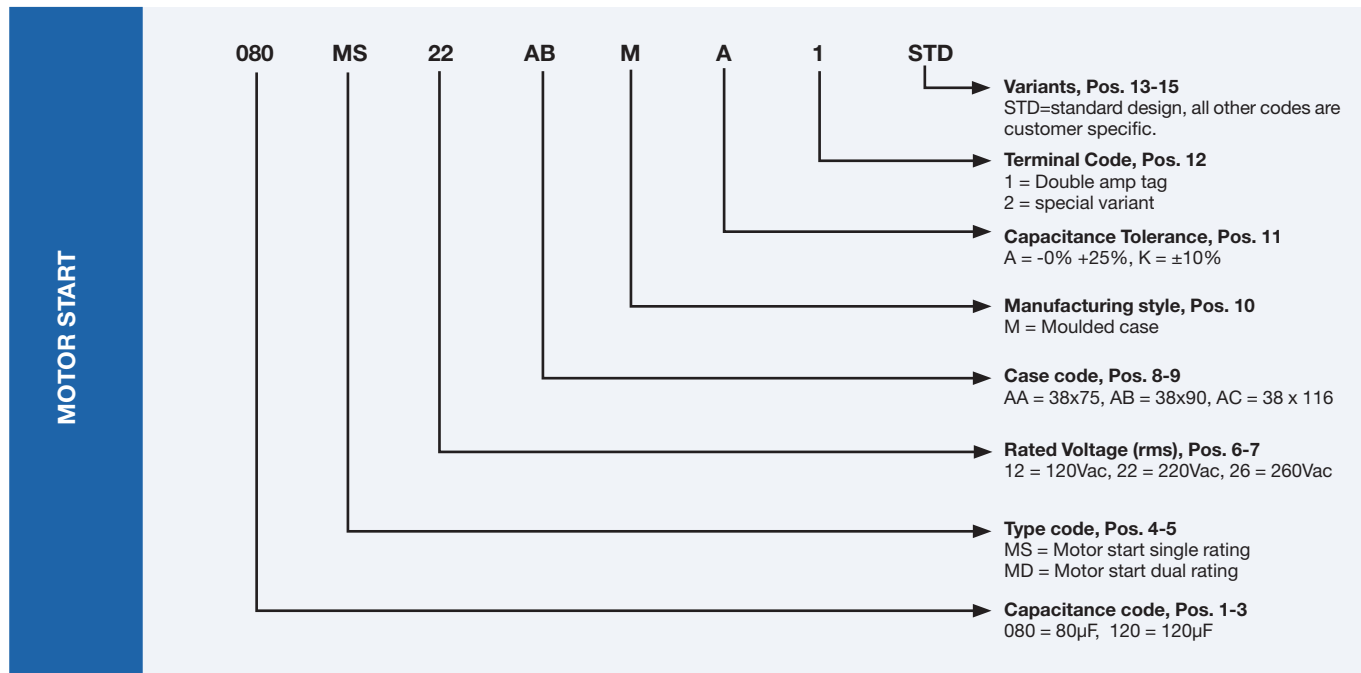 MOTOR START
080 MS 22 AB M A 1 STD
Variants, Pos. 13-15
STD=standard design, all other codes are
customer specific.
Terminal Code, Pos. 12
1 = Double amp tag
2 = special variant
Capacitance Tolerance, Pos. 11
A = -0% +25%, K = ±10%
Manufacturing style, Pos. 10
M = Moulded case
Case code, Pos. 8-9
AA = 38x75, AB = 38x90, AC = 38 x 116
Rated Voltage (rms), Pos. 6-7
12 = 120Vac, 22 = 220Vac, 26 = 260Vac
Type code, Pos. 4-5
MS = Motor start single rating
MD = Motor start dual rating
Capacitance code, Pos. 1-3
080 = 80µF, 120 = 120µF